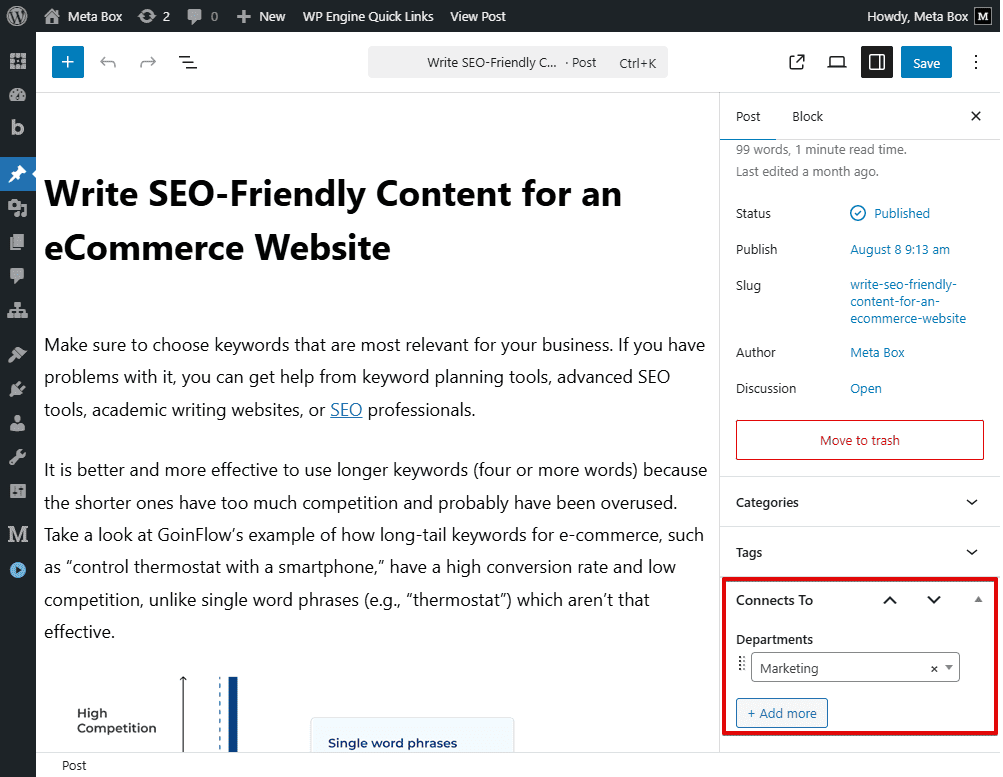 Meta Box 2 0 New WP Engine Quick Links View Post Howdy, Meta Box M
b
M
+ Write SEO-Friendly C... · Post Ctrl+K Save
Write SEO-Friendly Content for an
eCommerce Website
Make sure to choose keywords that are most relevant for your business. If you have
problems with it, you can get help from keyword planning tools, advanced SEO
tools, academic writing websites, or SEO professionals.
It is better and more effective to use longer keywords (four or more words) because
the shorter ones have too much competition and probably have been overused.
Take a look at GoinFlow’s example of how long-tail keywords for e-commerce, such
as “control thermostat with a smartphone,” have a high conversion rate and low
competition, unlike single word phrases (e.g., “thermostat”) which aren’t that
effective.
High
Competition
Single word phrases
Post Block ×
99 words, 1 minute read time.
Last edited a month ago.
Status Published
Publish August 8 9:13 am
Slug write-seo-friendly-
content-for-an-
ecommerce-website
Author Meta Box
Discussion Open
Move to trash
Categories
Tags
Connects To
Departments
Marketing ×
+ Add more
Post